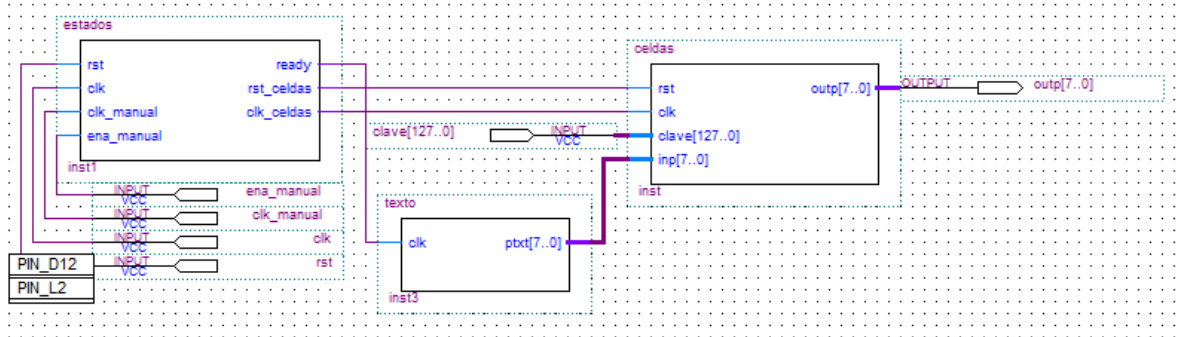 estados
rst ready
clk rst_celdas
clk_manual clk_celdas
ena_manual
inst1
INPUT VCC ena_manual
INPUT VCC clk_manual
INPUT VCC clk
INPUT VCC rst
PIN_D12
PIN_L2
clave[127..0] INPUT VCC
texto
clk ptxt[7..0]
inst3
celdas
rst outp[7..0]
clk
clave[127..0]
inp[7..0]
inst
OUTPUT outp[7..0]